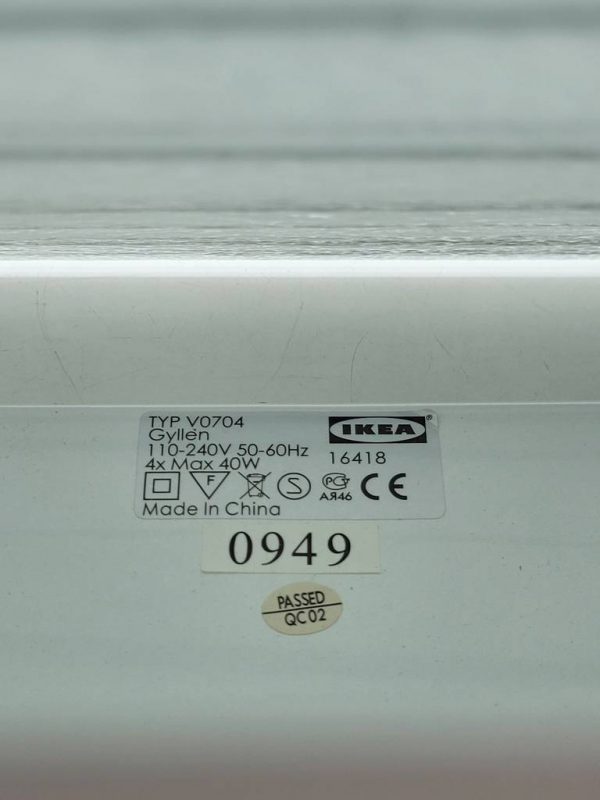 TYP V0704
Gyllen
110-240V 50-60Hz
4x Max 40W
IKEA®
16418
F
S
РСТ
АЯ46
CE
Made In China
0949
PASSED
QC02